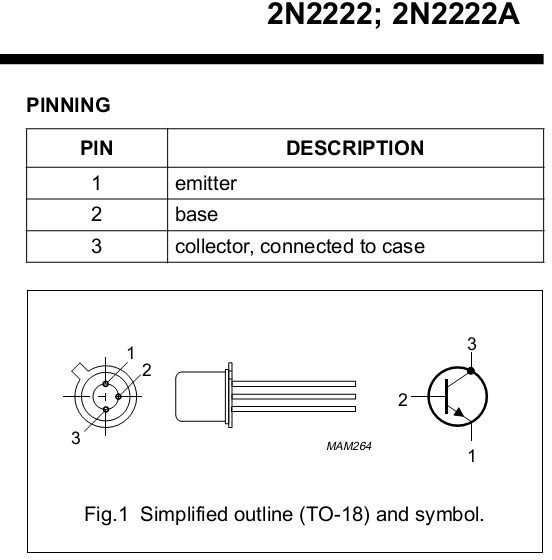 2N2222; 2N2222A
PINNING
PIN DESCRIPTION
1 emitter
2 base
3 collector, connected to case
1
2
3
3
2
1
MAM264
Fig.1 Simplified outline (TO-18) and symbol.